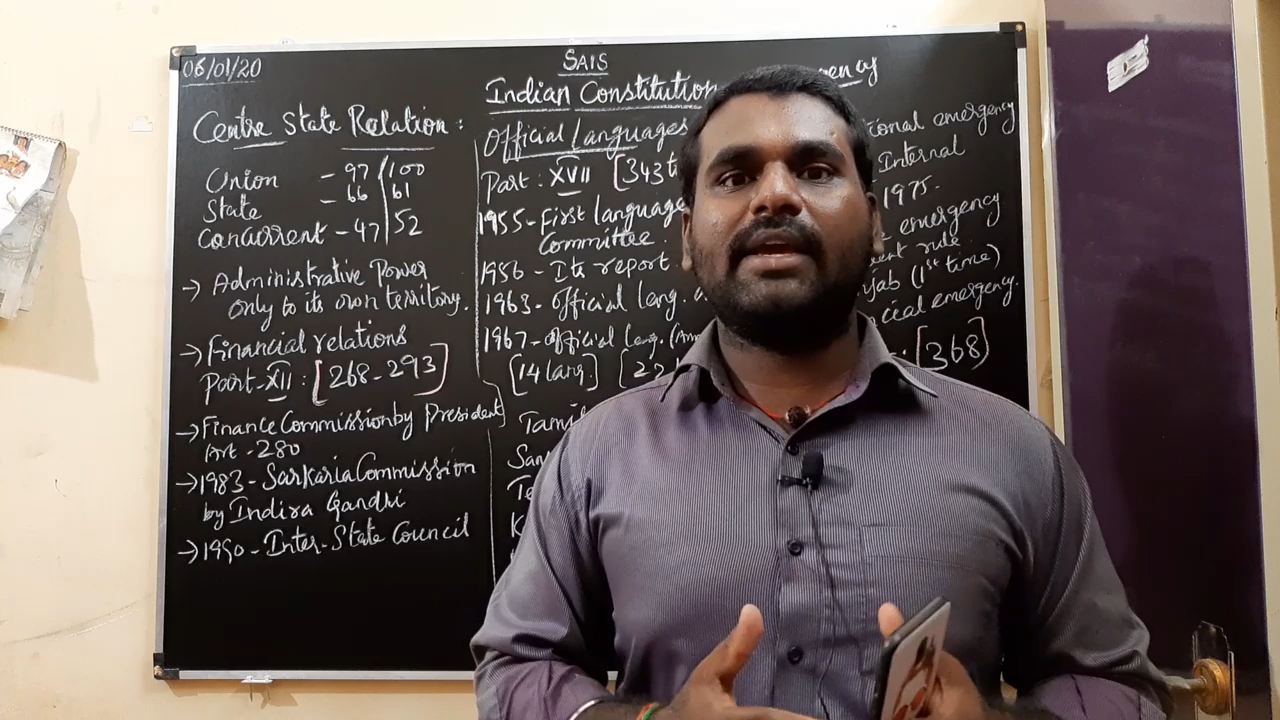 06/01/20
SAIS
Indian Constitution
Centre State Relation:
Union - 97/100
State - 66/61
Concurrent - 47/52
→ Administrative Power
only to its own territory.
→ Financial relations
Part-XII: [268-293]
→ Finance Commission by President
Art - 280
→ 1983 - Sarkaria Commission
by Indira Gandhi
→ 1990 - Inter-State Council
Official Languages
Part: XVII [343
1955 - First language
Committee.
1956 - Its report.
1963 - official lang.
1967 - official lang.
[14 lang.] [22
emergency
Internal
1975.
emergency
rule
(1st time)
emergency.
[368]